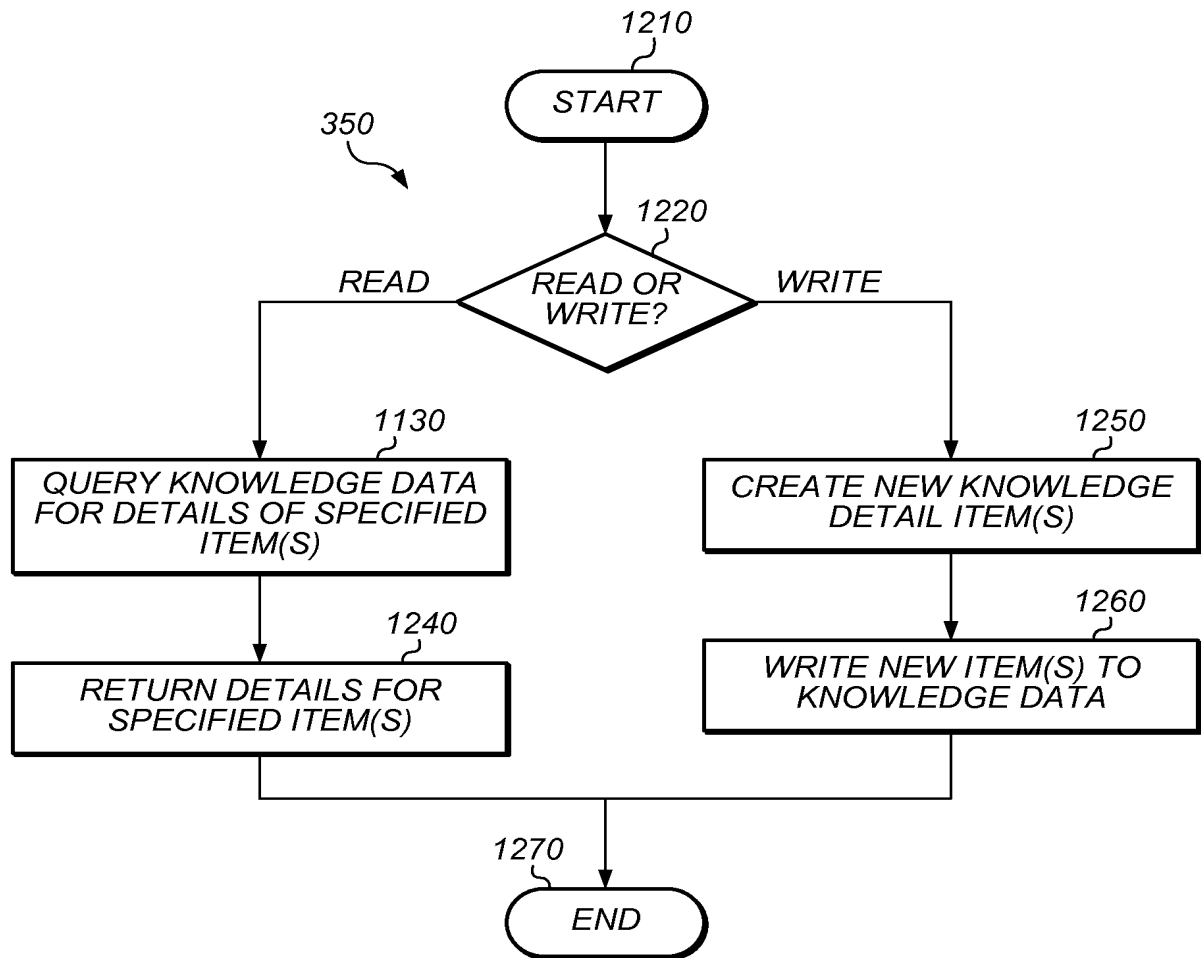 1210
START
350
1220
READ
READ OR
WRITE?
WRITE
1130
QUERY KNOWLEDGE DATA
FOR DETAILS OF SPECIFIED
ITEM(S)
1250
CREATE NEW KNOWLEDGE
DETAIL ITEM(S)
1240
RETURN DETAILS FOR
SPECIFIED ITEM(S)
1260
WRITE NEW ITEM(S) TO
KNOWLEDGE DATA
1270
END